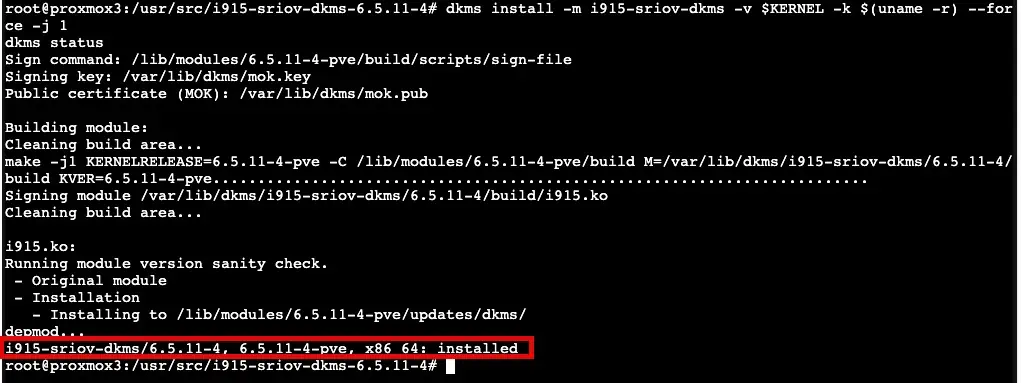 root@proxmox3:/usr/src/i915-sriov-dkms-6.5.11-4# dkms install -m i915-sriov-dkms -v $KERNEL -k $(uname -r) --for
ce -j 1
dkms status
Sign command: /lib/modules/6.5.11-4-pve/build/scripts/sign-file
Signing key: /var/lib/dkms/mok.key
Public certificate (MOK): /var/lib/dkms/mok.pub
Building module:
Cleaning build area...
make -j1 KERNELRELEASE=6.5.11-4-pve -C /lib/modules/6.5.11-4-pve/build M=/var/lib/dkms/i915-sriov-dkms/6.5.11-4/
build KVER=6.5.11-4-pve.........................................................................
Signing module /var/lib/dkms/i915-sriov-dkms/6.5.11-4/build/i915.ko
Cleaning build area...
i915.ko:
Running module version sanity check.
- Original module
- Installation
- Installing to /lib/modules/6.5.11-4-pve/updates/dkms/
depmod...
i915-sriov-dkms/6.5.11-4, 6.5.11-4-pve, x86_64: installed
root@proxmox3:/usr/src/i915-sriov-dkms-6.5.11-4#